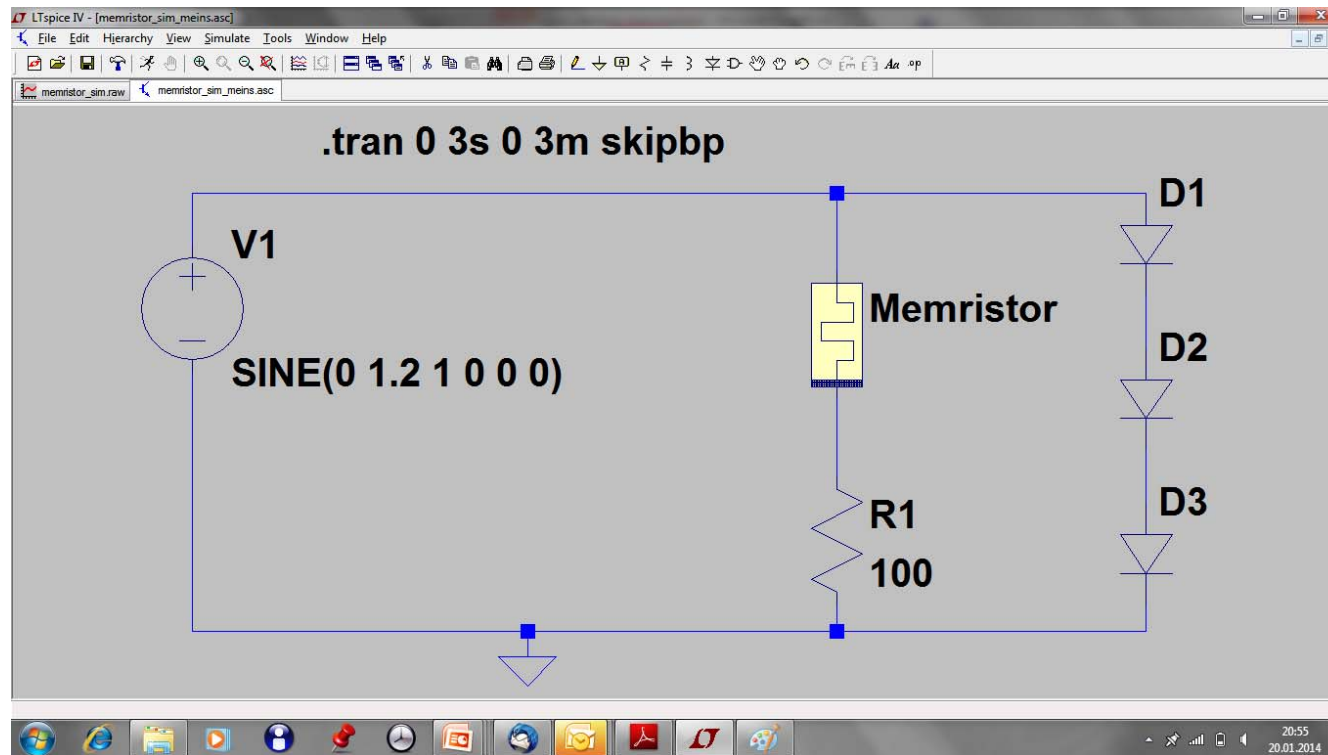 LTspice IV - [memristor_sim_meins.asc]
File Edit Hierarchy View Simulate Tools Window Help
Aa .op
memristor_sim.raw memristor_sim_meins.asc
.tran 0 3s 0 3m skipbp
D1
V1
Memristor
D2
SINE(0 1.2 1 0 0 0)
D3
R1
100
20:55
20.01.2014